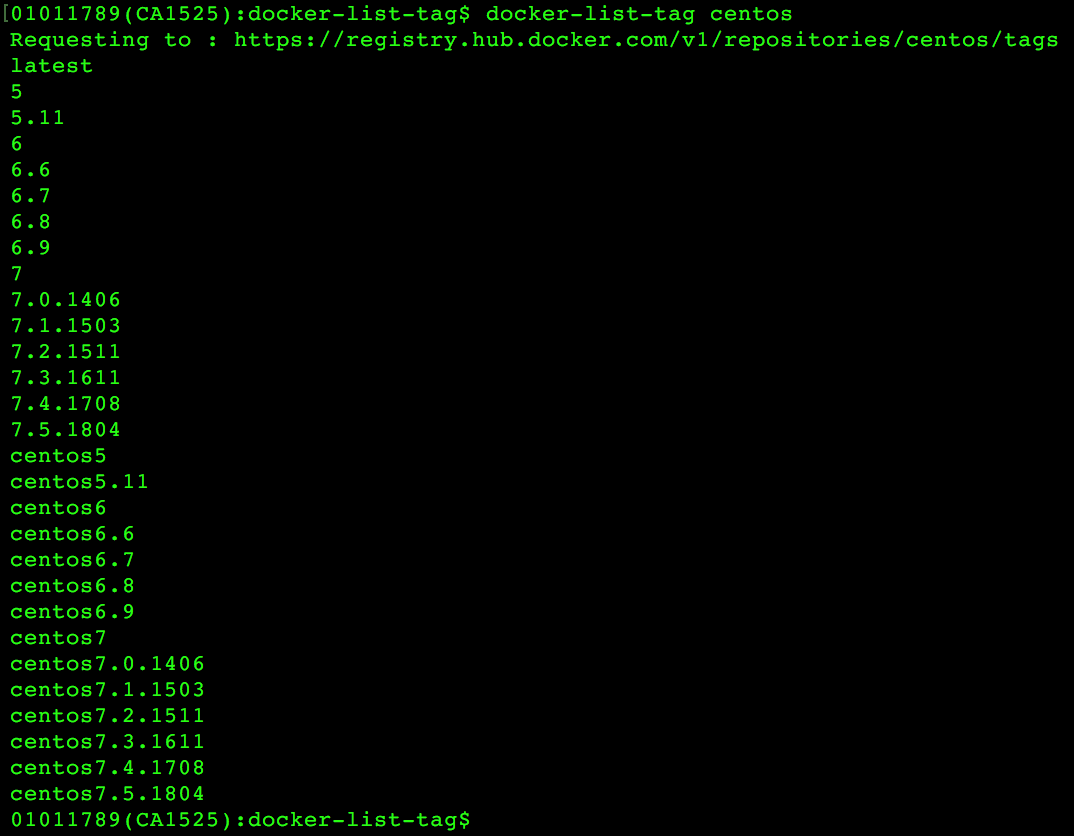 [01011789(CA1525):docker-list-tag$ docker-list-tag centos
Requesting to : https://registry.hub.docker.com/v1/repositories/centos/tags
latest
5
5.11
6
6.6
6.7
6.8
6.9
7
7.0.1406
7.1.1503
7.2.1511
7.3.1611
7.4.1708
7.5.1804
centos5
centos5.11
centos6
centos6.6
centos6.7
centos6.8
centos6.9
centos7
centos7.0.1406
centos7.1.1503
centos7.2.1511
centos7.3.1611
centos7.4.1708
centos7.5.1804
01011789(CA1525):docker-list-tag$